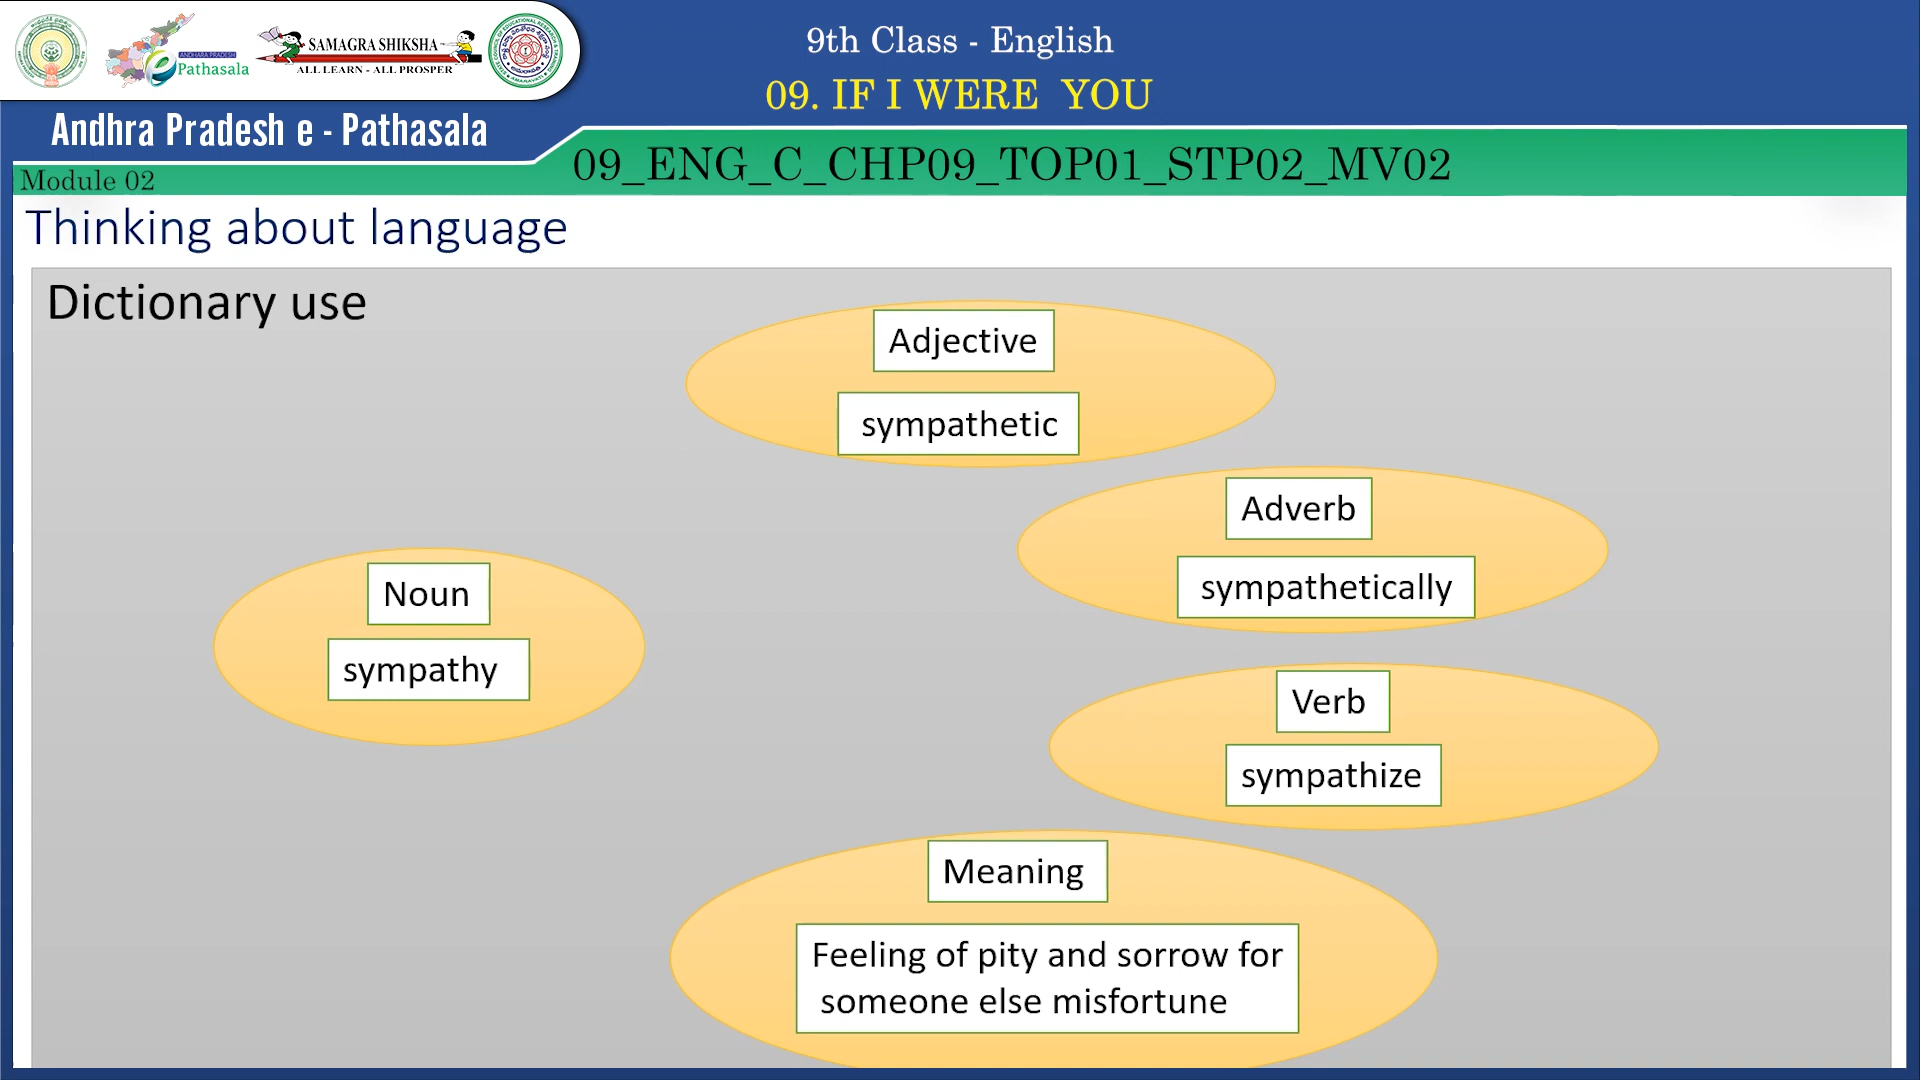 ANDHRA PRADESH
Pathasala
SAMAGRA SHIKSHA
ALL LEARN - ALL PROSPER
Andhra Pradesh e - Pathasala
9th Class - English
09. IF I WERE YOU
Module 02
09_ENG_C_CHP09_TOP01_STP02_MV02
Thinking about language
Dictionary use
Adjective
sympathetic
Adverb
sympathetically
Noun
sympathy
Verb
sympathize
Meaning
Feeling of pity and sorrow for
someone else misfortune